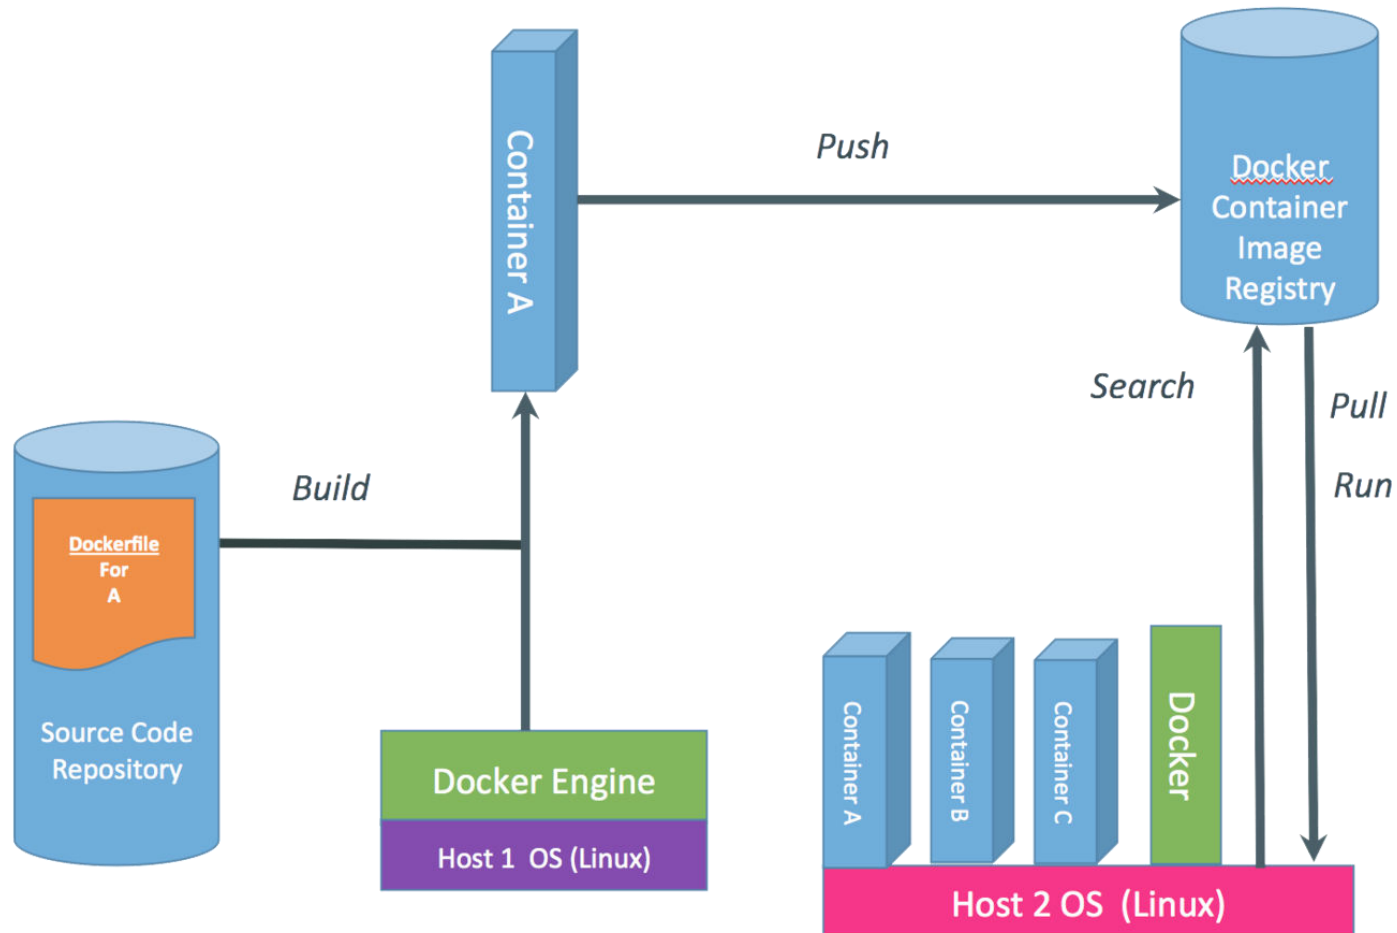 Container A
Push
Docker
Container
Image
Registry
Search
Pull
Run
Build
Dockerfile
For
A
Source Code
Repository
Docker Engine
Host 1 OS (Linux)
Container A
Container B
Container C
Docker
Host 2 OS (Linux)